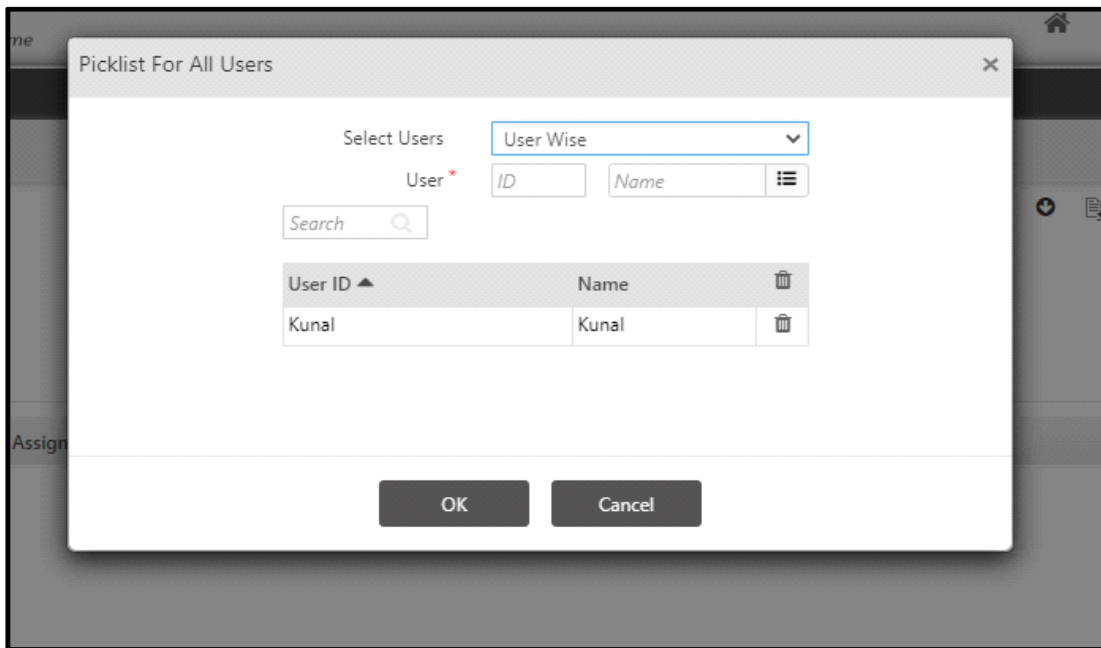 me
Picklist For All Users ×
Select Users User Wise
User * ID Name
Search
User ID Name
Kunal Kunal
Assign
OK Cancel